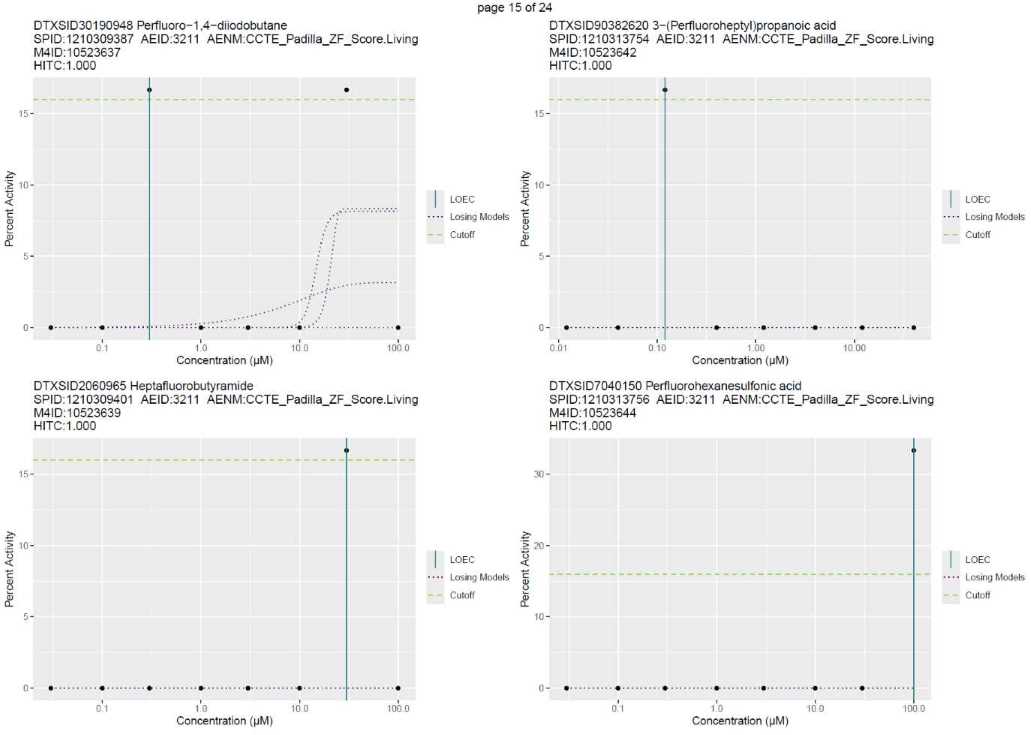 page 15 of 24
DTXSID30190948 Perfluoro−1,4−diiodobutane
SPID:1210309387 AEID:3211 AENM:CCTE_Padilla_ZF_Score.Living
M4ID:10523637
HITC:1.000
15
10
5
0
Percent Activity
0.1 1.0 10.0 100.0
Concentration (µM)
LOEC
Losing Models
Cutoff
DTXSID90382620 3−(Perfluoroheptyl)propanoic acid
SPID:1210313754 AEID:3211 AENM:CCTE_Padilla_ZF_Score.Living
M4ID:10523642
HITC:1.000
15
10
5
0
Percent Activity
0.01 0.10 1.00 10.00
Concentration (µM)
LOEC
Losing Models
Cutoff
DTXSID2060965 Heptafluorobutyramide
SPID:1210309401 AEID:3211 AENM:CCTE_Padilla_ZF_Score.Living
M4ID:10523639
HITC:1.000
15
10
5
0
Percent Activity
0.1 1.0 10.0 100.0
Concentration (µM)
LOEC
Losing Models
Cutoff
DTXSID7040150 Perfluorohexanesulfonic acid
SPID:1210313756 AEID:3211 AENM:CCTE_Padilla_ZF_Score.Living
M4ID:10523644
HITC:1.000
30
20
10
0
Percent Activity
0.1 1.0 10.0 100.0
Concentration (µM)
LOEC
Losing Models
Cutoff